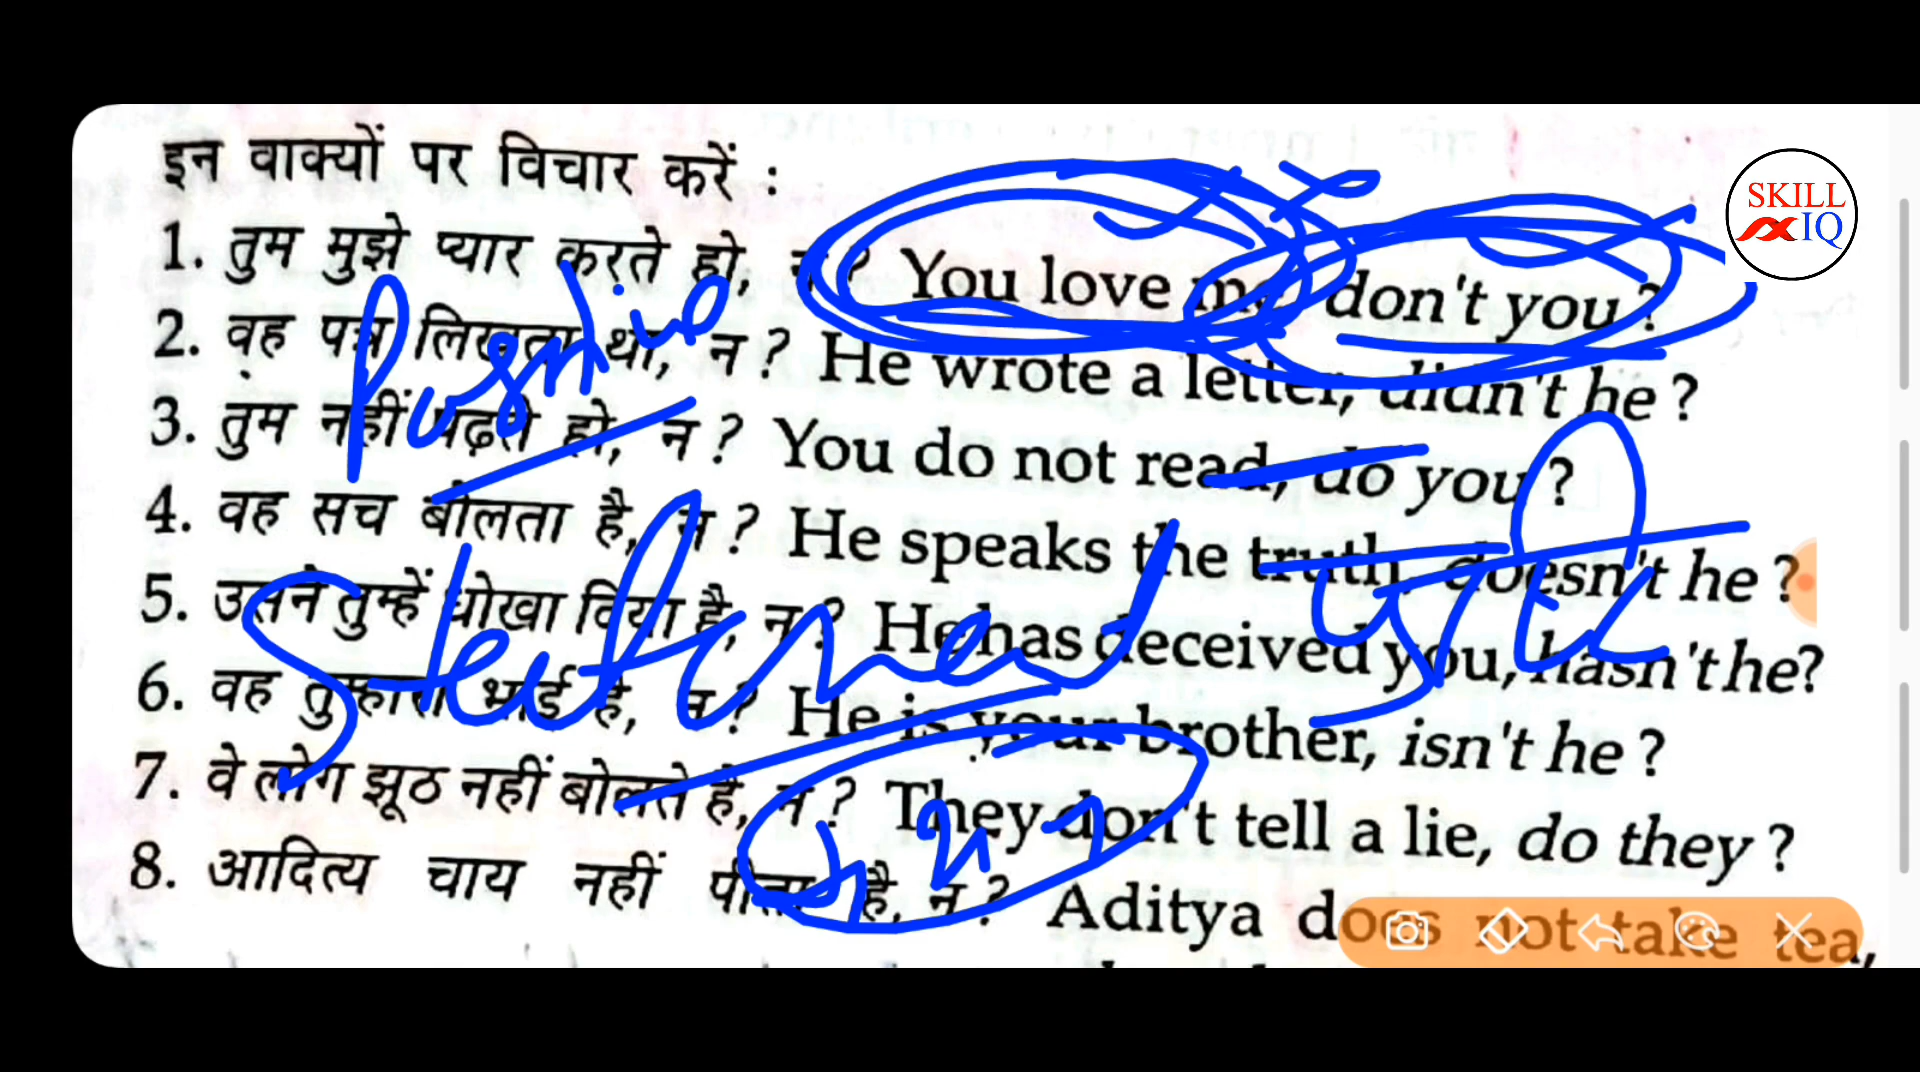 इन वाक्यों पर विचार करें :
1. तुम मुझे प्यार करते हो, न? You love me, don't you?
2. वह पत्र लिखता था, न? He wrote a letter, didn't he?
3. तुम नहीं पढ़ते हो, न? You do not read, do you?
4. वह सच बोलता है, न? He speaks the truth, doesn't he?
5. उसने तुम्हें धोखा दिया है, न? He has deceived you, hasn't he?
6. वह तुम्हारा भाई है, न? He is your brother, isn't he?
7. वे लोग झूठ नहीं बोलते हैं, न? They don't tell a lie, do they?
8. आदित्य चाय नहीं पीता है, न? Aditya does not take tea,
Positive
SKILL
IQ